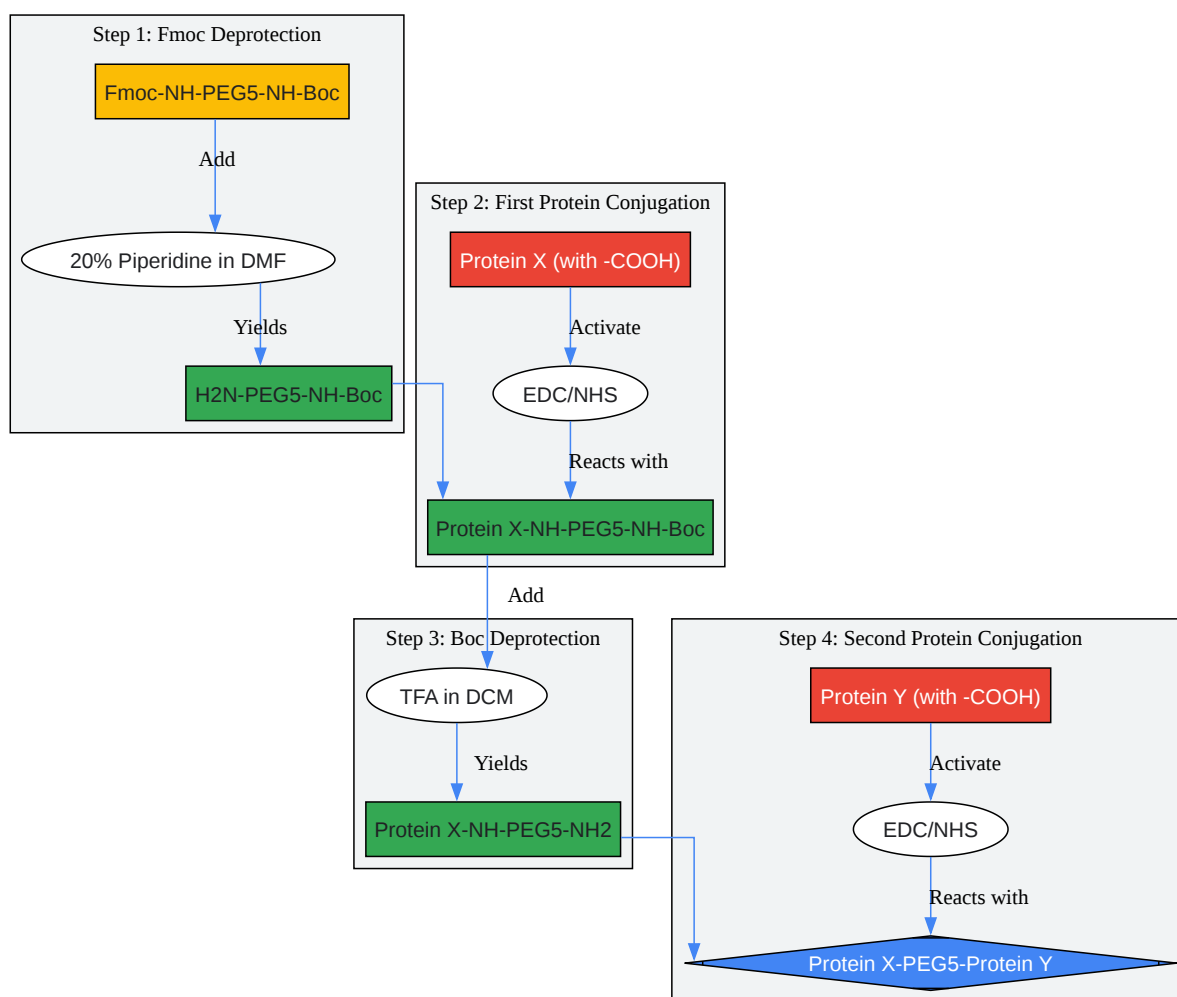 Step 1: Fmoc Deprotection
Fmoc-NH-PEG5-NH-Boc
Add
20% Piperidine in DMF
Yields
H2N-PEG5-NH-Boc
Step 2: First Protein Conjugation
Protein X (with -COOH)
Activate
EDC/NHS
Reacts with
Protein X-NH-PEG5-NH-Boc
Add
Step 3: Boc Deprotection
TFA in DCM
Yields
Protein X-NH-PEG5-NH2
Step 4: Second Protein Conjugation
Protein Y (with -COOH)
Activate
EDC/NHS
Reacts with
Protein X-PEG5-Protein Y